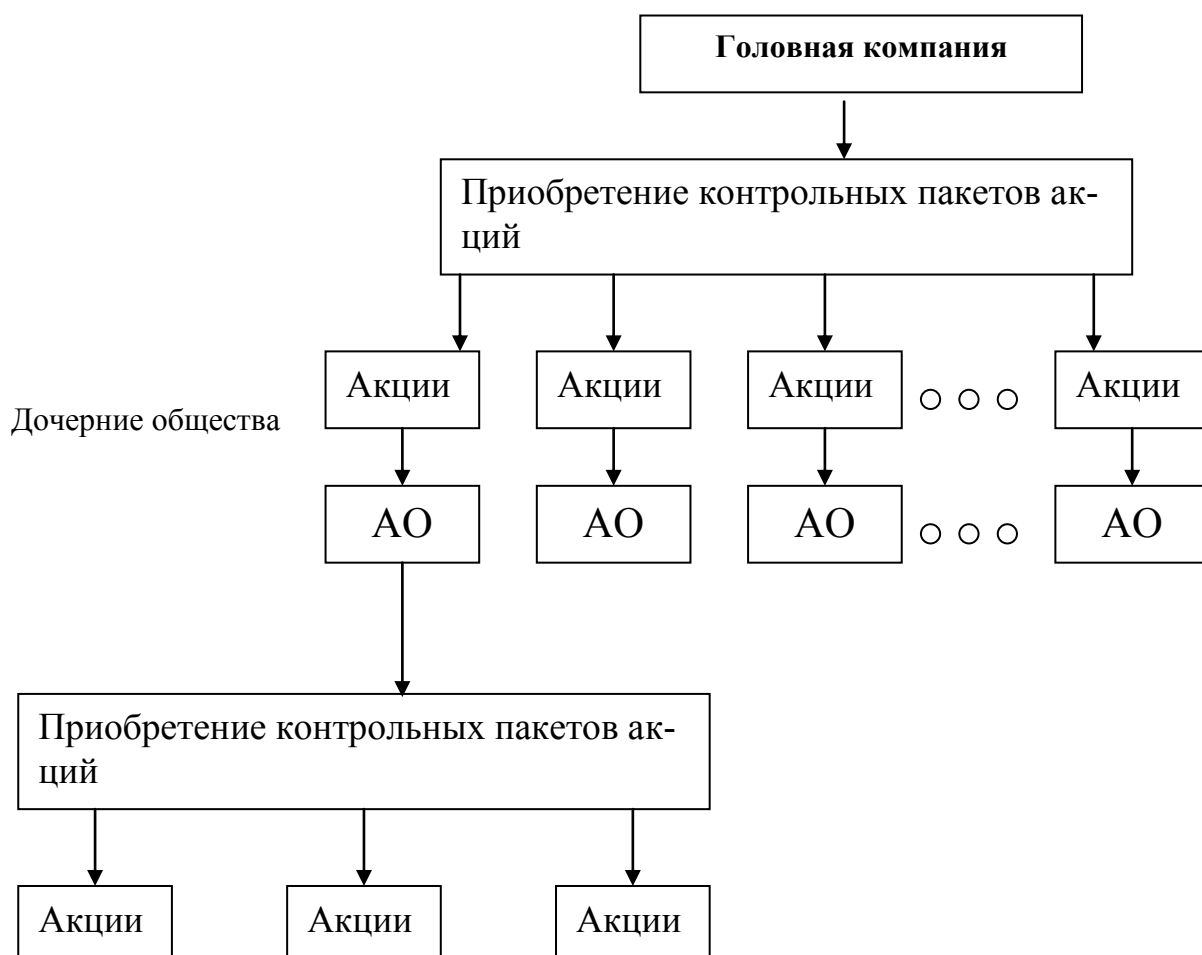 Головная компания
Приобретение контрольных пакетов ак-
ций
Акции Акции Акции Акции
Дочерние общества
АО АО АО АО
Приобретение контрольных пакетов ак-
ций
Акции Акции Акции